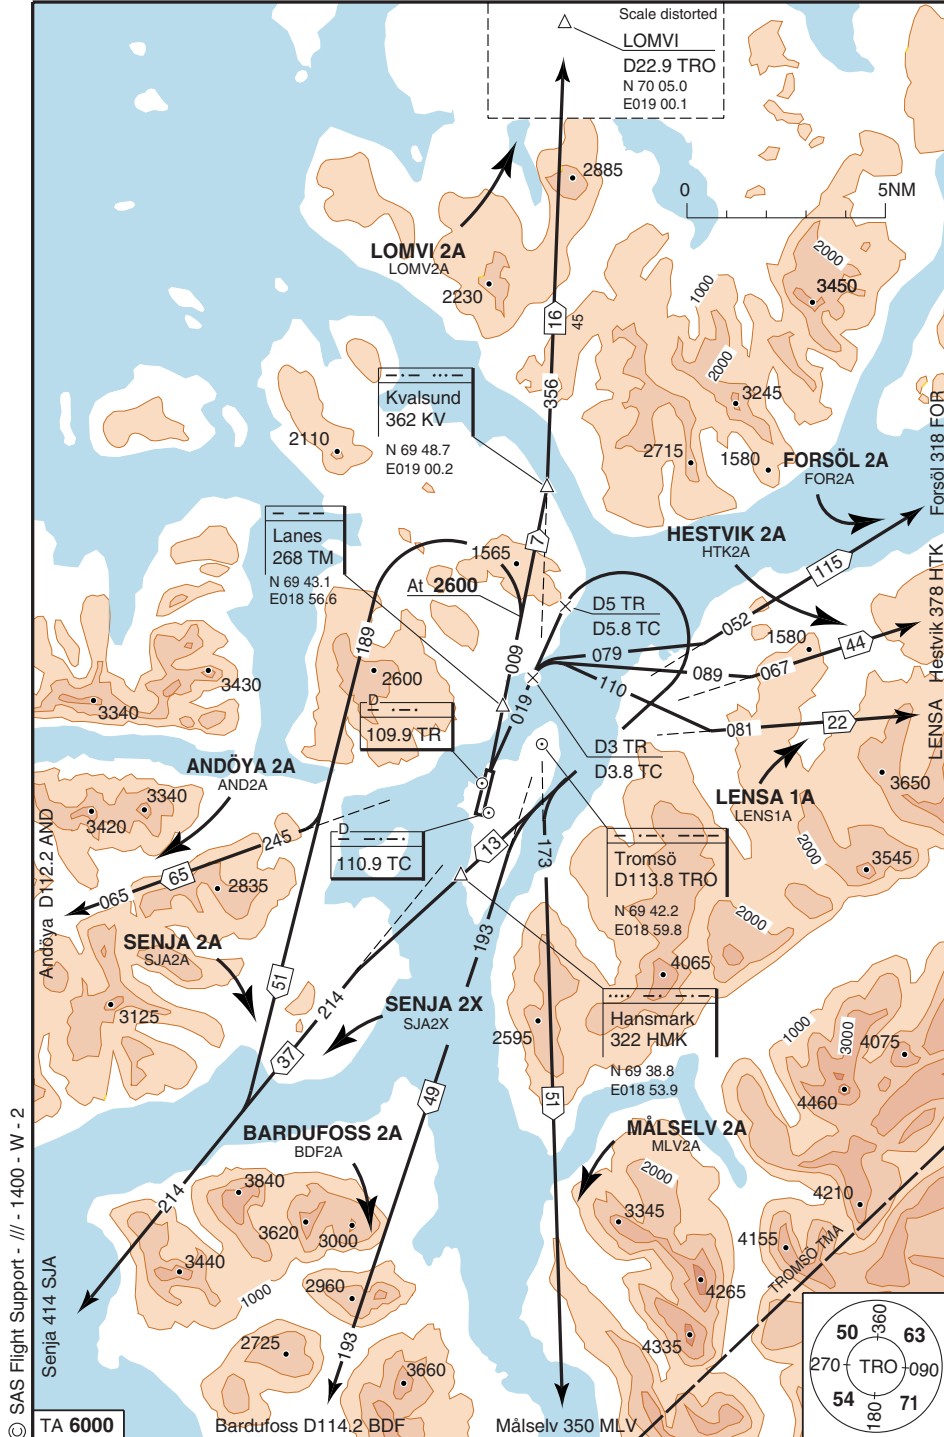 Scale distorted
LOMVI
D22.9 TRO
N 70 05.0
E019 00.1
2885
0 5NM
LOMVI 2A
LOMV2A
2230
2000
1000
3450
16
45
2000
3245
Kvalsund
362 KV
N 69 48.7
E019 00.2
356
2110
2715
1580
FORSÖL 2A
FOR2A
Forsöl 318 FOR
Lanes
268 TM
N 69 43.1
E018 56.6
7
1565
At 2600
HESTVIK 2A
HTK2A
115
Hestvik 378 HTK
D5 TR
D5.8 TC
052
189
009
079
1580
44
3430
3340
2600
089
067
110
019
D
109.9 TR
081
22
LENSA
D3 TR
D3.8 TC
ANDÖYA 2A
AND2A
3340
3420
LENSA 1A
LENS1A
3650
245
D
110.9 TC
13
173
Tromsö
D113.8 TRO
N 69 42.2
E018 59.8
2000
3545
65
065
2835
Andöya D112.2 AND
2000
SENJA 2A
SJA2A
193
51
4065
214
SENJA 2X
SJA2X
3125
2595
Hansmark
322 HMK
N 69 38.8
E018 53.9
1000
3000
4075
37
4460
49
51
BARDUFOSS 2A
BDF2A
MÅLSELV 2A
MLV2A
2000
214
3840
3620
3000
3345
4210
4155
TROMSÖ TMA
3440
1000
2960
4265
2725
193
4335
3660
50
360
63
270
TRO
090
54
180
71
Senja 414 SJA
© SAS Flight Support - /// - 1400 - W - 2
TA 6000
Bardufoss D114.2 BDF
Målselv 350 MLV